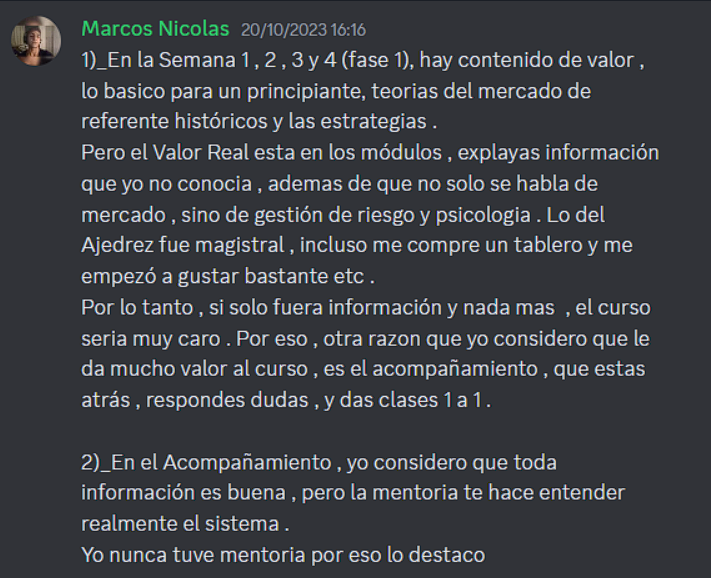 Marcos Nicolas 20/10/2023 16:16
1)_En la Semana 1 , 2 , 3 y 4 (fase 1), hay contenido de valor ,
lo basico para un principiante, teorias del mercado de
referente históricos y las estrategias .
Pero el Valor Real esta en los módulos , explayas información
que yo no conocia , ademas de que no solo se habla de
mercado , sino de gestión de riesgo y psicologia . Lo del
Ajedrez fue magistral , incluso me compre un tablero y me
empezó a gustar bastante etc .
Por lo tanto , si solo fuera información y nada mas  , el curso
seria muy caro . Por eso , otra razon que yo considero que le
da mucho valor al curso , es el acompañamiento , que estas
atrás , respondes dudas , y das clases 1 a 1 .

2)_En el Acompañamiento , yo considero que toda
información es buena , pero la mentoria te hace entender
realmente el sistema .
Yo nunca tuve mentoria por eso lo destaco